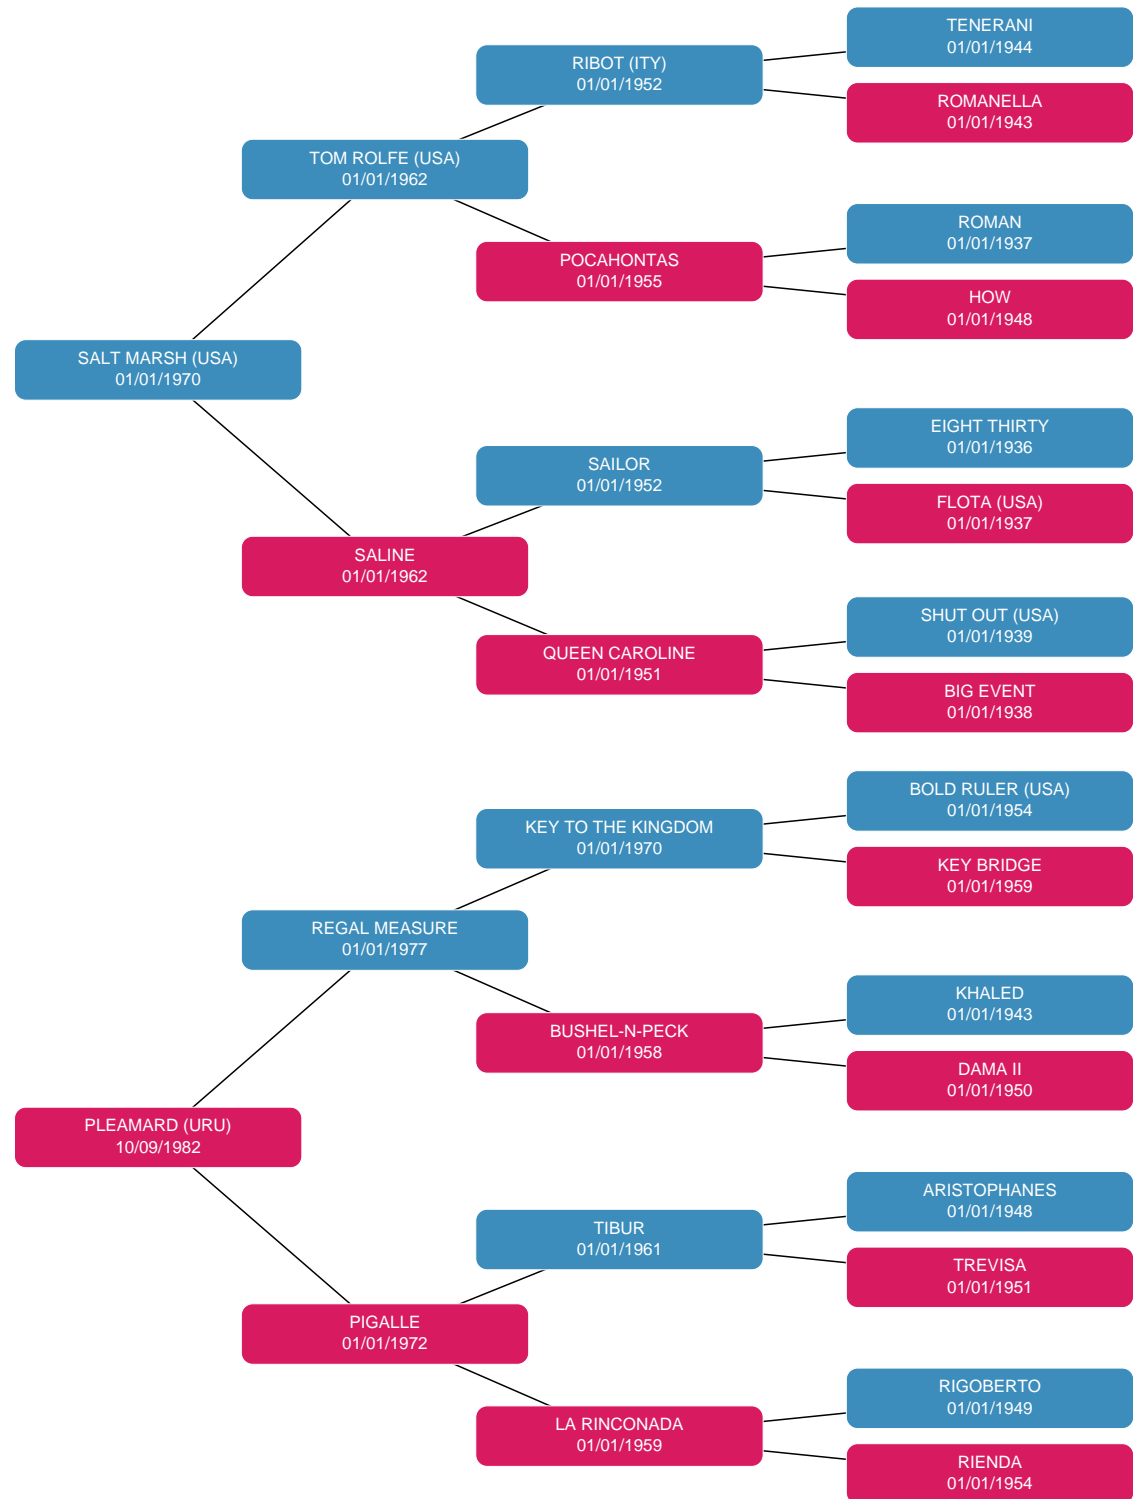 TENERANI
01/01/1944
RIBOT (ITY)
01/01/1952
ROMANELLA
01/01/1943
TOM ROLFE (USA)
01/01/1962
ROMAN
01/01/1937
POCAHONTAS
01/01/1955
HOW
01/01/1948
SALT MARSH (USA)
01/01/1970
EIGHT THIRTY
01/01/1936
SAILOR
01/01/1952
FLOTA (USA)
01/01/1937
SALINE
01/01/1962
SHUT OUT (USA)
01/01/1939
QUEEN CAROLINE
01/01/1951
BIG EVENT
01/01/1938
BOLD RULER (USA)
01/01/1954
KEY TO THE KINGDOM
01/01/1970
KEY BRIDGE
01/01/1959
REGAL MEASURE
01/01/1977
KHALED
01/01/1943
BUSHEL-N-PECK
01/01/1958
DAMA II
01/01/1950
PLEAMARD (URU)
10/09/1982
ARISTOPHANES
01/01/1948
TIBUR
01/01/1961
TREVISA
01/01/1951
PIGALLE
01/01/1972
RIGOBERTO
01/01/1949
LA RINCONADA
01/01/1959
RIENDA
01/01/1954